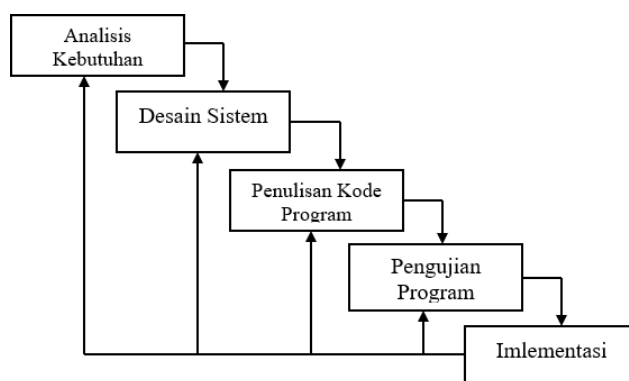 Analisis
Kebutuhan
Desain Sistem
Penulisan Kode
Program
Pengujian
Program
Imlementasi